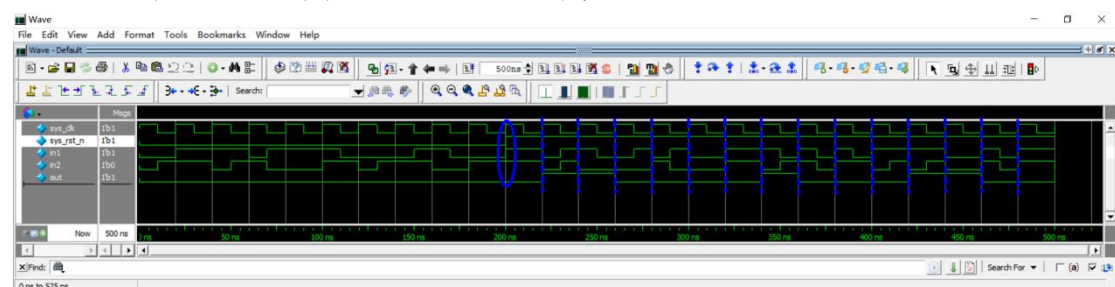 Wave
File Edit View Add Format Tools Bookmarks Window Help
Wave - Default
500ns
Search:
Msgs
sys_clk 1'b1
sys_rst_n 1'b1
in1 1'b1
in2 1'b0
out 1'b1
Now 500 ns
50 ns 100 ns 150 ns 200 ns 250 ns 300 ns 350 ns 400 ns 450 ns 500 ns
Find: Search For
0 ns to 525 ns